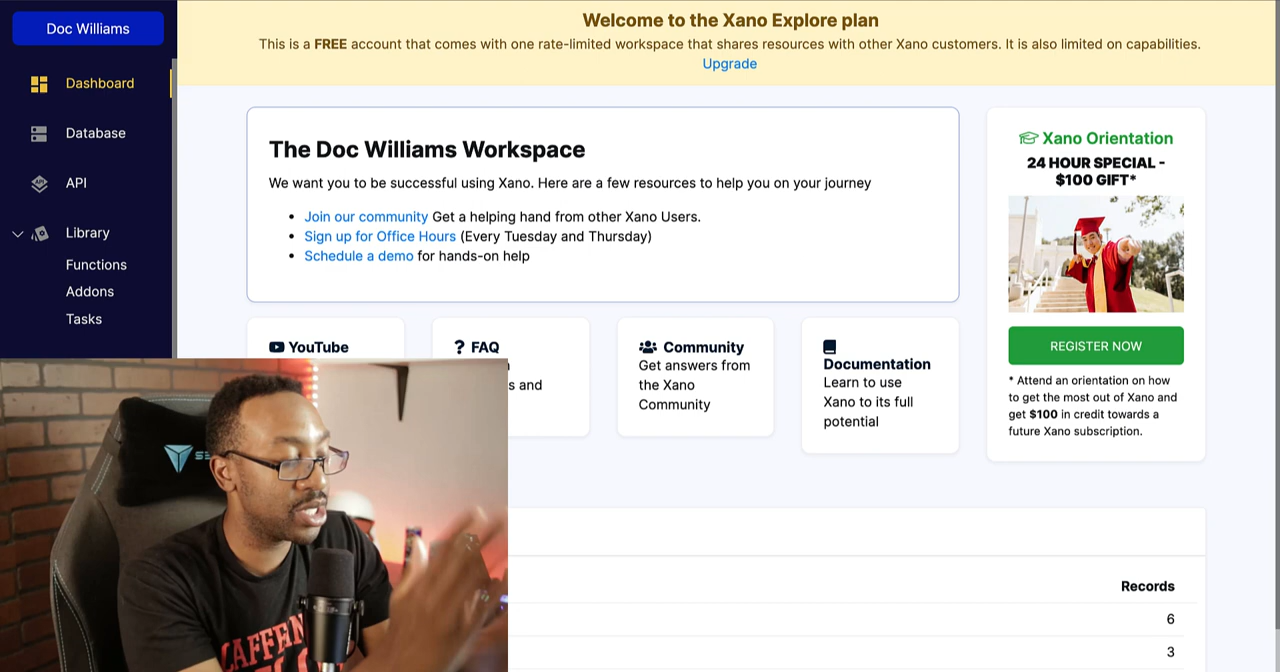 Doc Williams
Dashboard
Database
API
Library
Functions
Addons
Tasks
Welcome to the Xano Explore plan
This is a FREE account that comes with one rate-limited workspace that shares resources with other Xano customers. It is also limited on capabilities.
Upgrade
The Doc Williams Workspace
We want you to be successful using Xano. Here are a few resources to help you on your journey
• Join our community Get a helping hand from other Xano Users.
• Sign up for Office Hours (Every Tuesday and Thursday)
• Schedule a demo for hands-on help
YouTube
FAQ
s and
Community
Get answers from
the Xano
Community
Documentation
Learn to use
Xano to its full
potential
Xano Orientation
24 HOUR SPECIAL -
$100 GIFT*
REGISTER NOW
* Attend an orientation on how
to get the most out of Xano and
get $100 in credit towards a
future Xano subscription.
Records
6
3